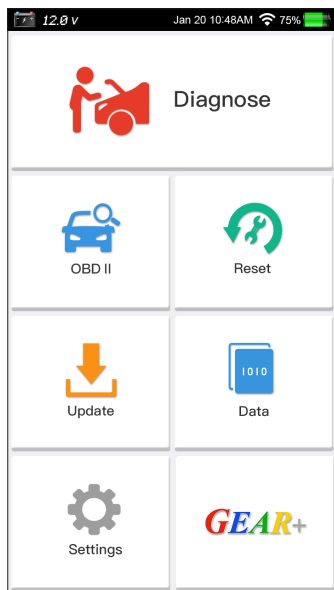 12.0 v Jan 20 10:48AM 75%
Diagnose
OBD II Reset
1010
Update Data
Settings GEAR+